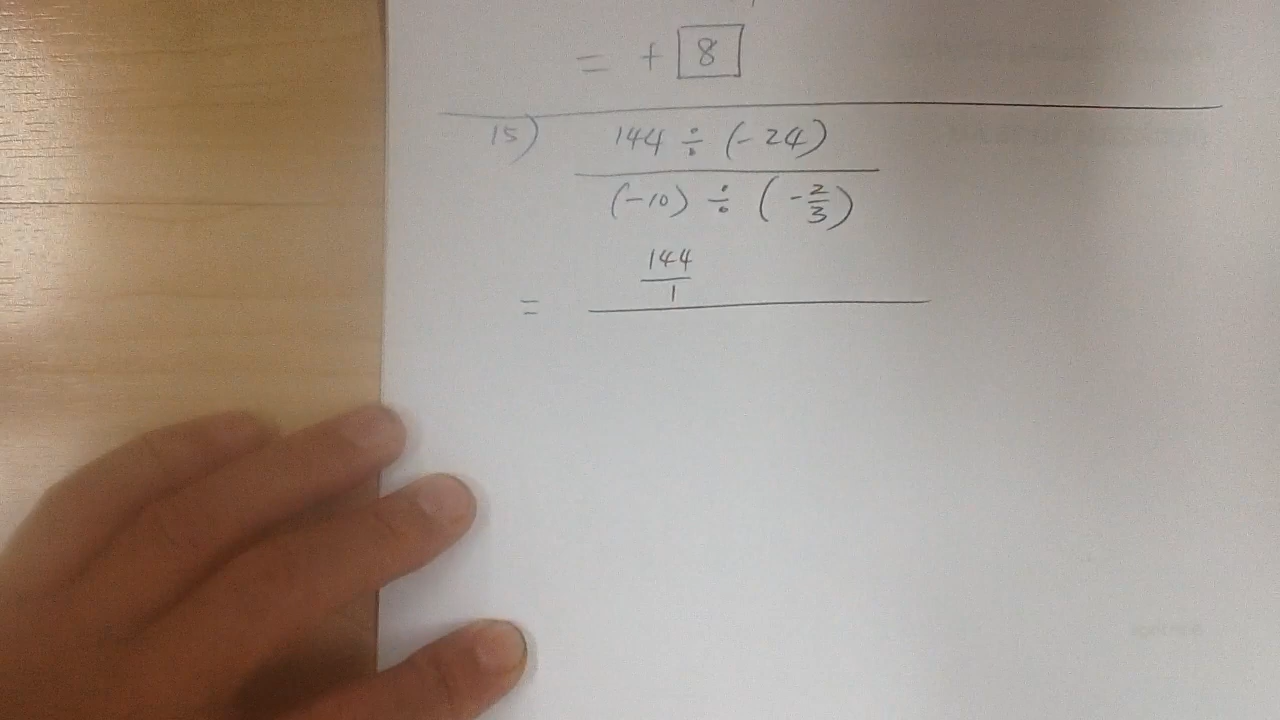 = + 8
15) 144 ÷ (-24)
(-10) ÷ (-2/3)
= 144/1